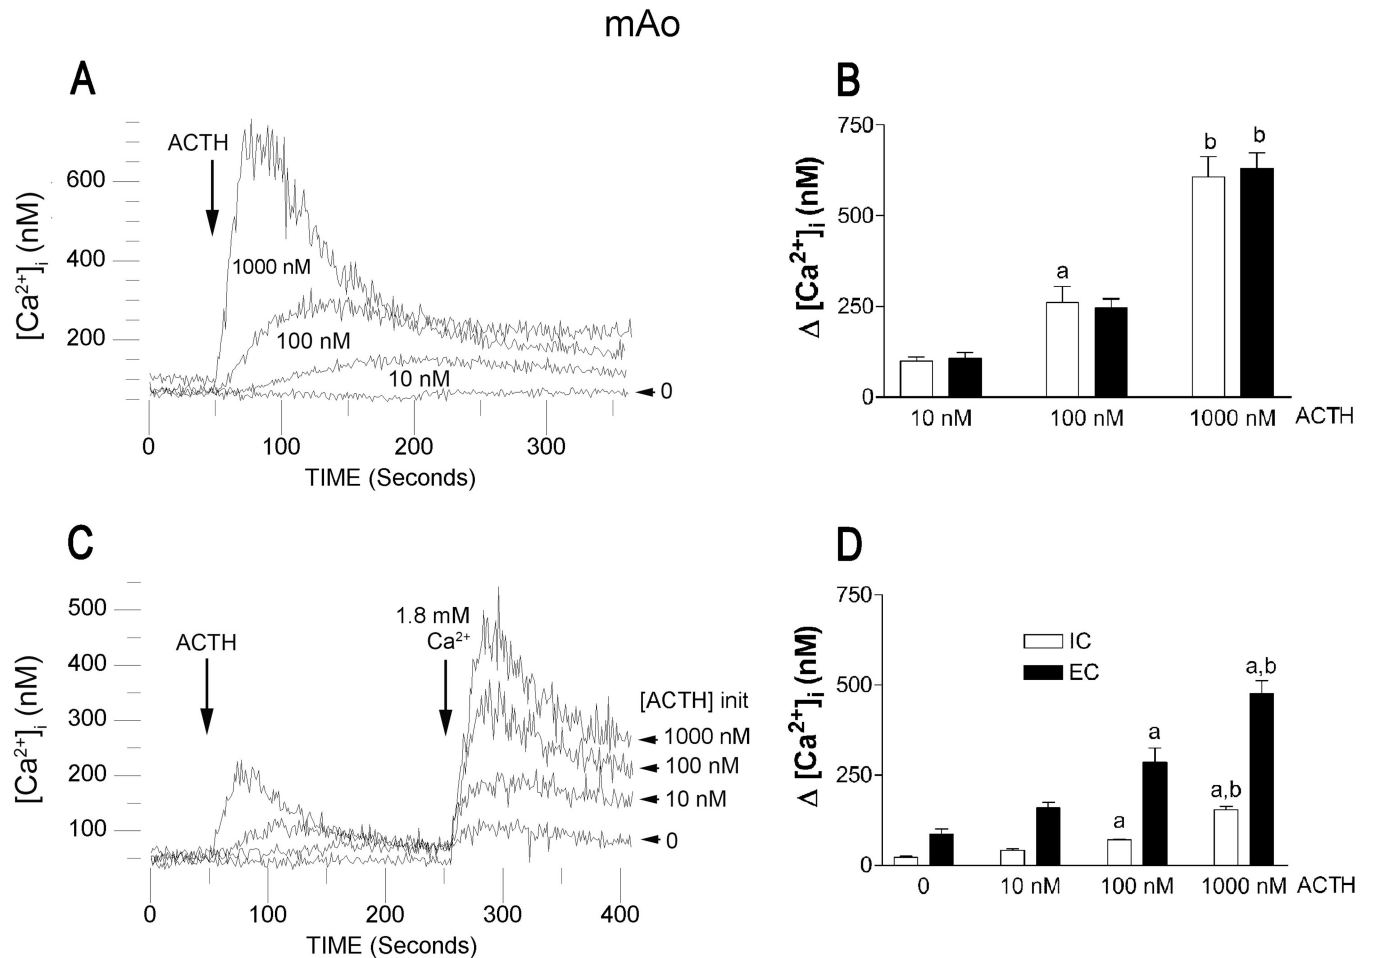 mAo
A
ACTH
600
400
200
[Ca²⁺]ᵢ (nM)
1000 nM
100 nM
10 nM
0
0 100 200 300
TIME (Seconds)
B
750
500
250
0
Δ [Ca²⁺]ᵢ (nM)
a
b b
10 nM 100 nM 1000 nM ACTH
C
500
400
300
200
100
[Ca²⁺]ᵢ (nM)
ACTH
1.8 mM
Ca²⁺
[ACTH] init
1000 nM
100 nM
10 nM
0
0 100 200 300 400
TIME (Seconds)
D
750
500
250
0
Δ [Ca²⁺]ᵢ (nM)
IC
EC
a a
a,b a,b
0 10 nM 100 nM 1000 nM ACTH